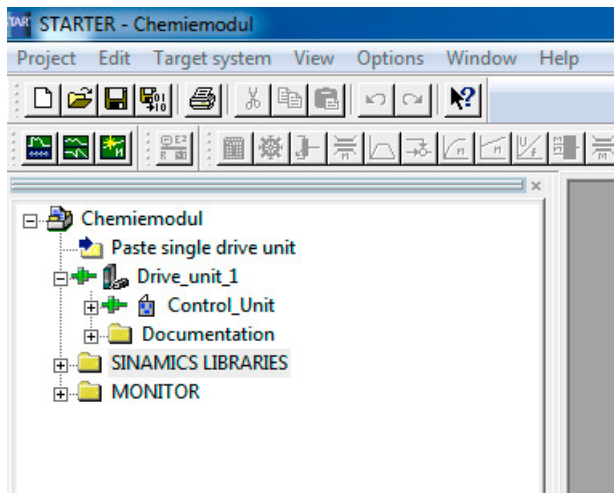 STARTER - Chemiemodul
Project Edit Target system View Options Window Help
Chemiemodul
Paste single drive unit
Drive_unit_1
Control_Unit
Documentation
SINAMICS LIBRARIES
MONITOR